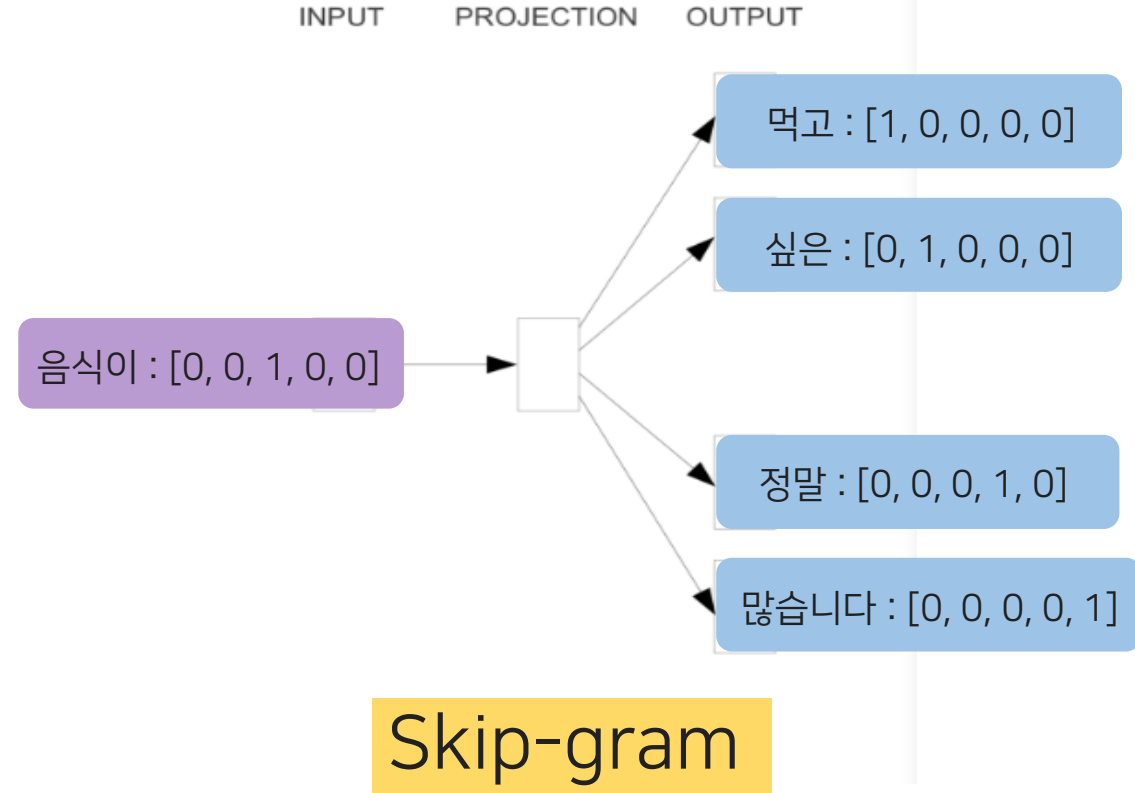 INPUT PROJECTION OUTPUT
먹고 : [1, 0, 0, 0, 0]
싶은 : [0, 1, 0, 0, 0]
음식이 : [0, 0, 1, 0, 0]
정말 : [0, 0, 0, 1, 0]
많습니다 : [0, 0, 0, 0, 1]
Skip-gram